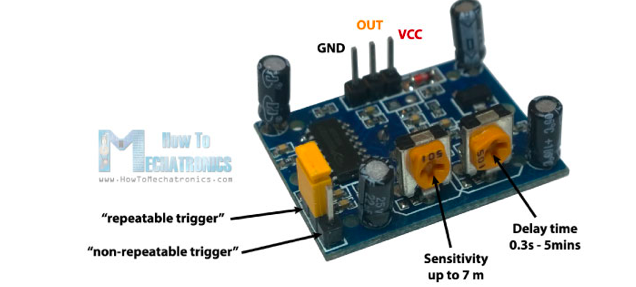 OUT
GND
VCC
How To
MECHATRONICS
www.HowToMechatronics.com
"repeatable trigger"
"non-repeatable trigger"
Delay time
0.3s - 5mins
Sensitivity
up to 7 m